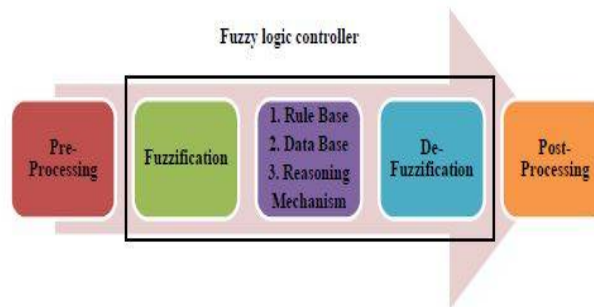 Fuzzy logic controller
Pre-
Processing
Fuzzification
1. Rule Base
2. Data Base
3. Reasoning
Mechanism
De-
Fuzzification
Post-
Processing